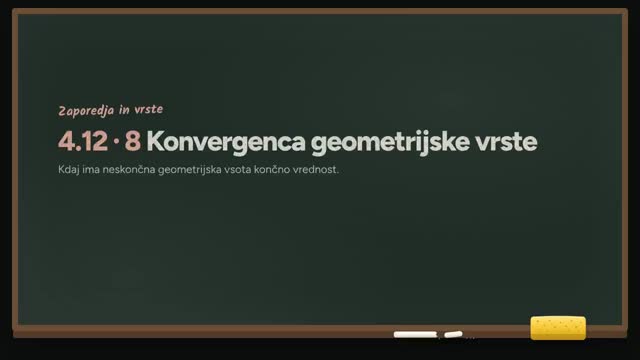 Zaporedja in vrste
4.12 · 8 Konvergenca geometrijske vrste
Kdaj ima neskončna geometrijska vsota končno vrednost.